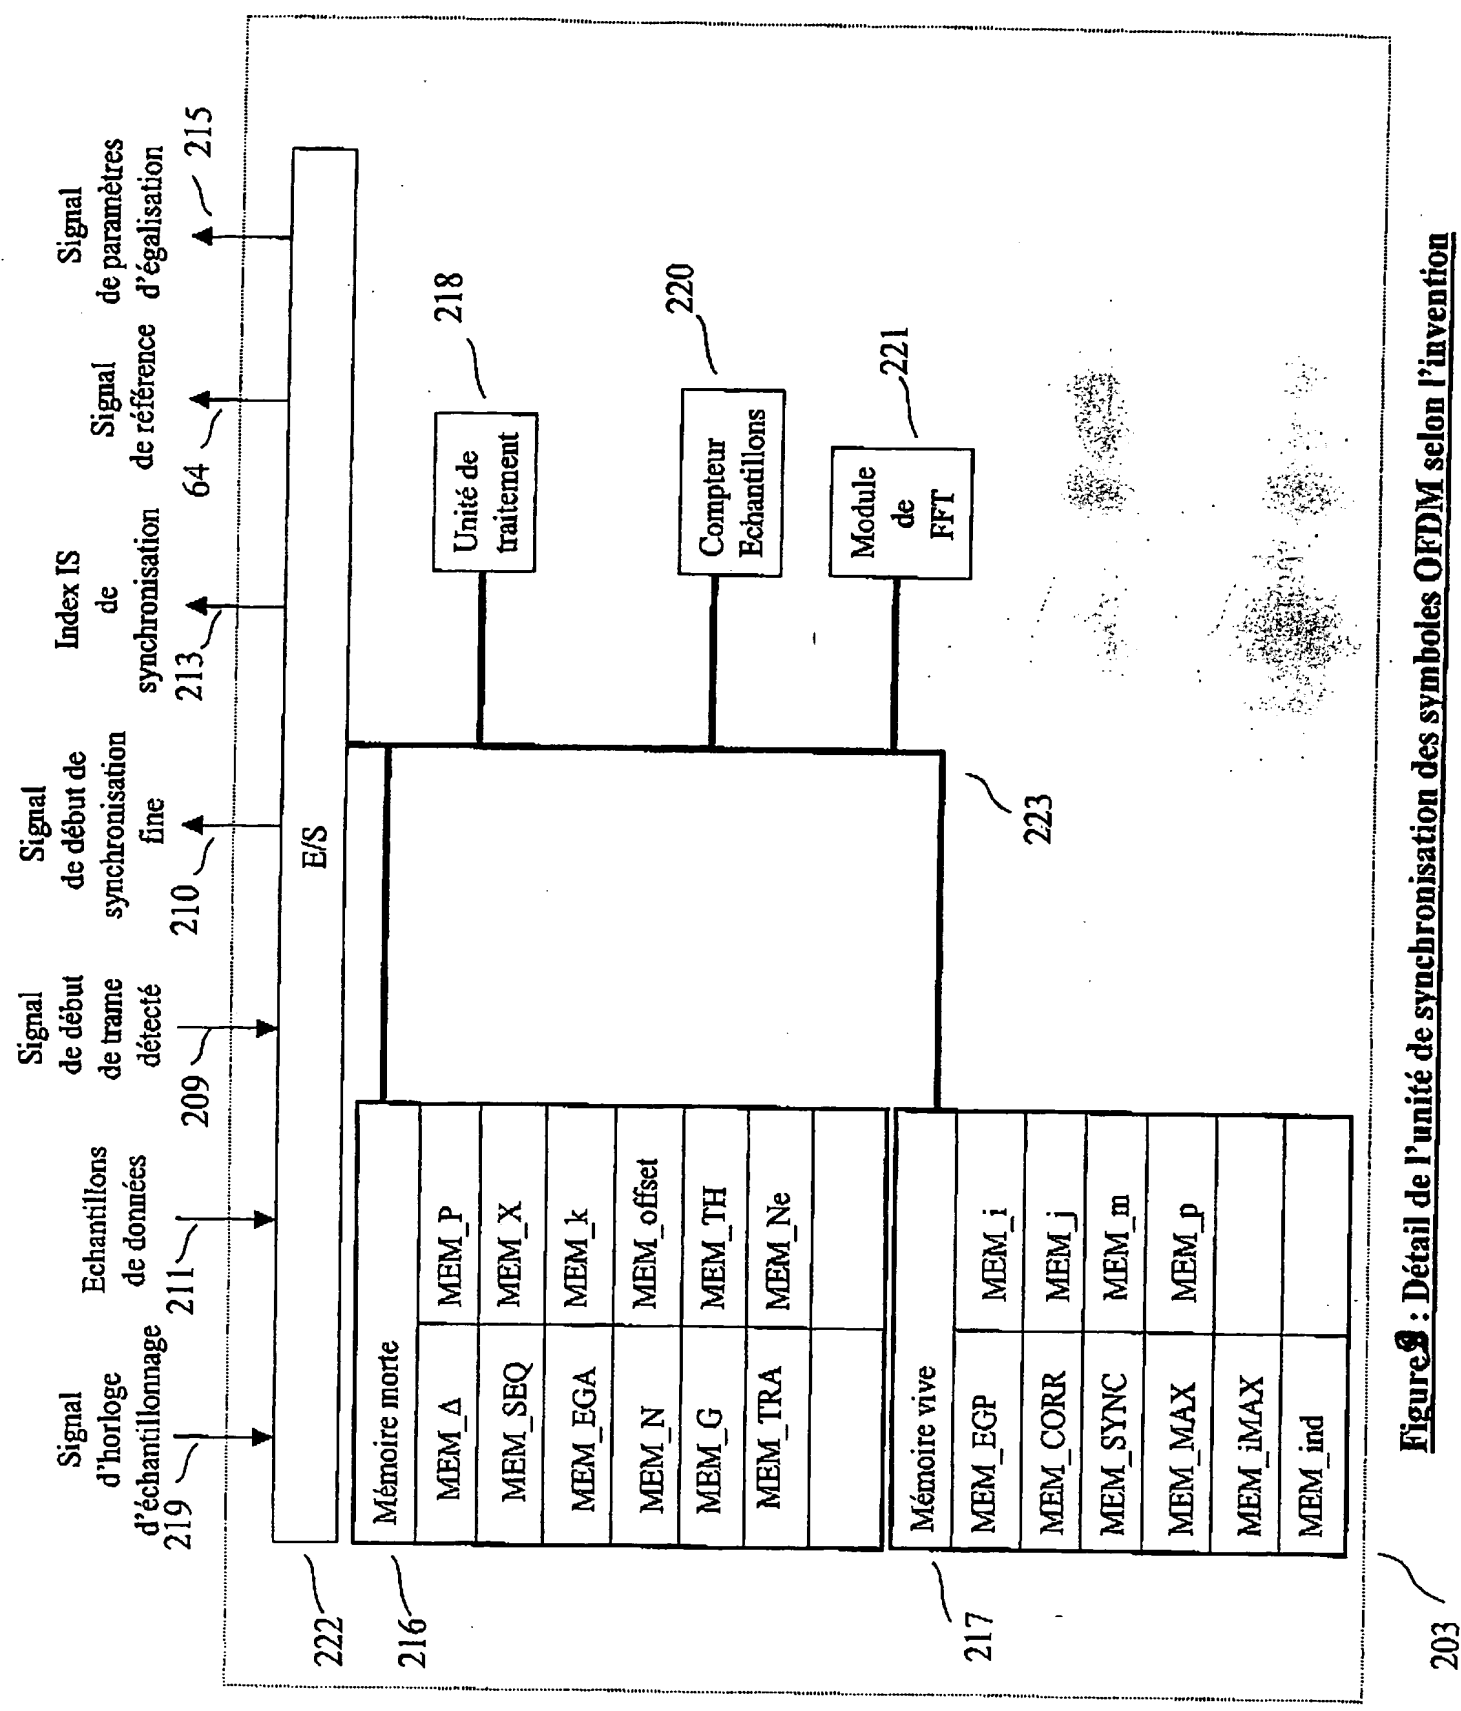 Signal
d'horloge
d'échantillonnage
219
Echantillons
de données
211
Signal
de début
de trame
détecté
209
Signal
de début de
synchronisation
fine
210
Index IS
de
synchronisation
213
Signal
de référence
64
Signal
de paramètres
d'égalisation
215
222
E/S
216
Mémoire morte
MEM_Δ
MEM_P
MEM_SEQ
MEM_X
MEM_EGA
MEM_k
MEM_N
MEM_offset
MEM_G
MEM_TH
MEM_TRA
MEM_Ne
217
Mémoire vive
MEM_EGP
MEM_i
MEM_CORR
MEM_j
MEM_SYNC
MEM_m
MEM_MAX
MEM_p
MEM_iMAX
MEM_ind
Unité de
traitement
218
Compteur
Echantillons
220
Module
de
FFT
221
223
203
Figure : Détail de l'unité de synchronisation des symboles OFDM selon l'invention